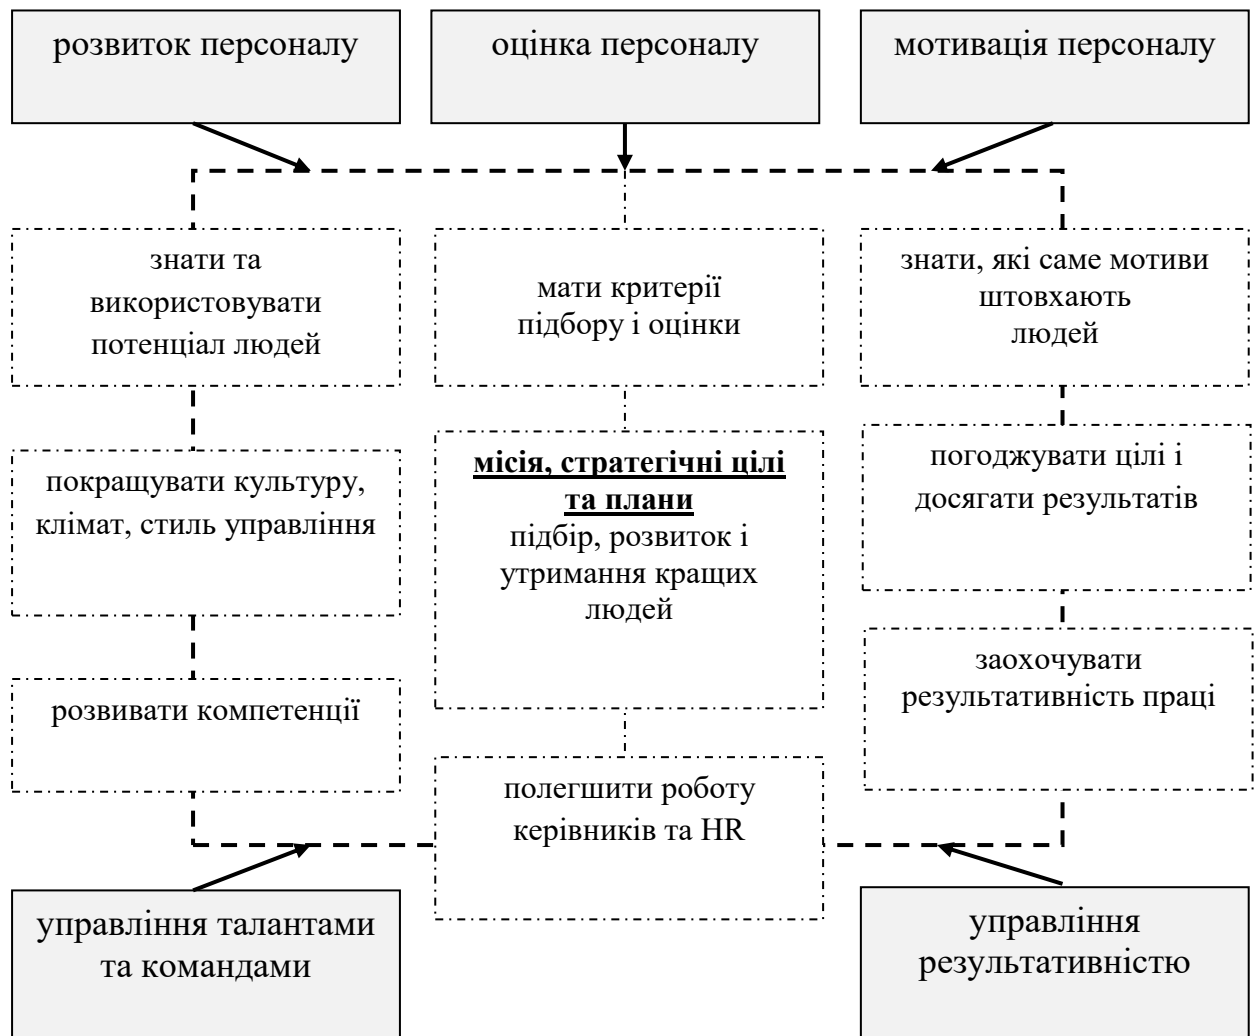 розвиток персоналу
оцінка персоналу
мотивація персоналу
знати та
використовувати
потенціал людей
мати критерії
підбору і оцінки
знати, які саме мотиви
штовхають
людей
покращувати культуру,
клімат, стиль управління
місія, стратегічні цілі
та плани
підбір, розвиток і
утримання кращих
людей
погоджувати цілі і
досягати результатів
розвивати компетенції
заохочувати
результативність праці
полегшити роботу
керівників та HR
управління талантами
та командами
управління
результативністю